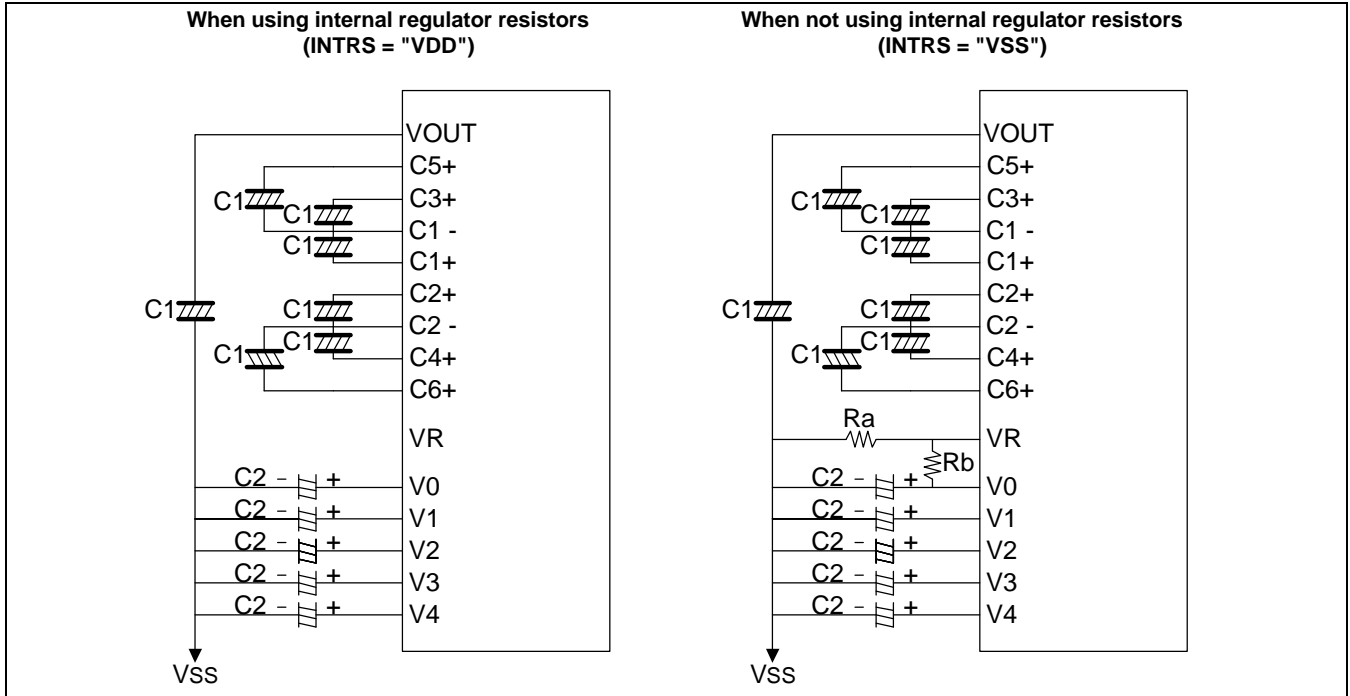 When using internal regulator resistors
(INTRS = "VDD")
VOUT
C5+
C1
C3+
C1
C1 -
C1
C1+
C2+
C1
C1
C2 -
C1
C1
C4+
C6+
VR
C2 - + V0
C2 - + V1
C2 - + V2
C2 - + V3
C2 - + V4
VSS
When not using internal regulator resistors
(INTRS = "VSS")
VOUT
C5+
C1
C3+
C1
C1 -
C1
C1+
C2+
C1
C1
C2 -
C1
C1
C4+
C6+
Ra
VR
Rb
C2 - + V0
C2 - + V1
C2 - + V2
C2 - + V3
C2 - + V4
VSS